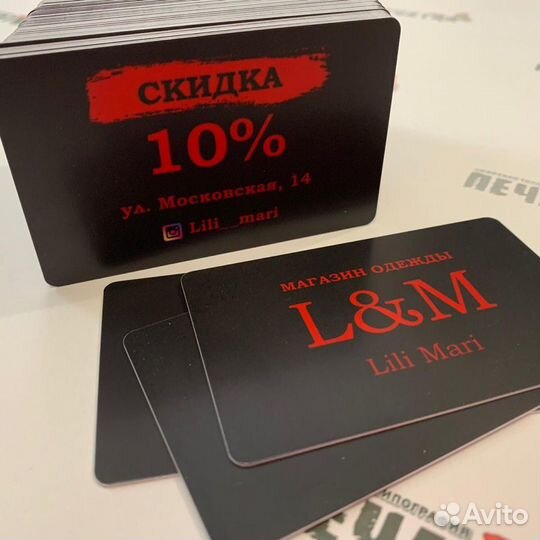 СКИДКА
10%
ул. Московская, 14
Lili__mari
МАГАЗИН ОДЕЖДЫ
L&M
Lili Mari
Avito